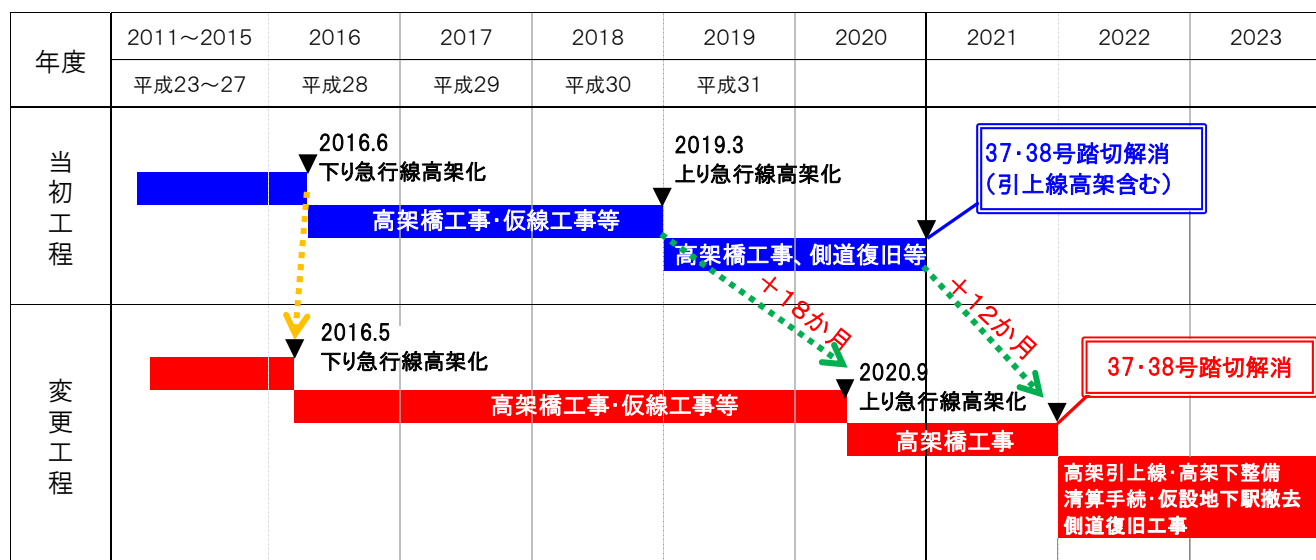 年度
2011～2015 2016 2017 2018 2019 2020 2021 2022 2023
平成23～27 平成28 平成29 平成30 平成31
当初工程
2016.6
下り急行線高架化
2019.3
上り急行線高架化
37・38号踏切解消
（引上線高架含む）
高架橋工事・仮線工事等
高架橋工事、側道復旧等
＋18か月
＋12か月
変更工程
2016.5
下り急行線高架化
2020.9
上り急行線高架化
37・38号踏切解消
高架橋工事・仮線工事等
高架橋工事
高架引上線・高架下整備
清算手続・仮設地下駅撤去
側道復旧工事